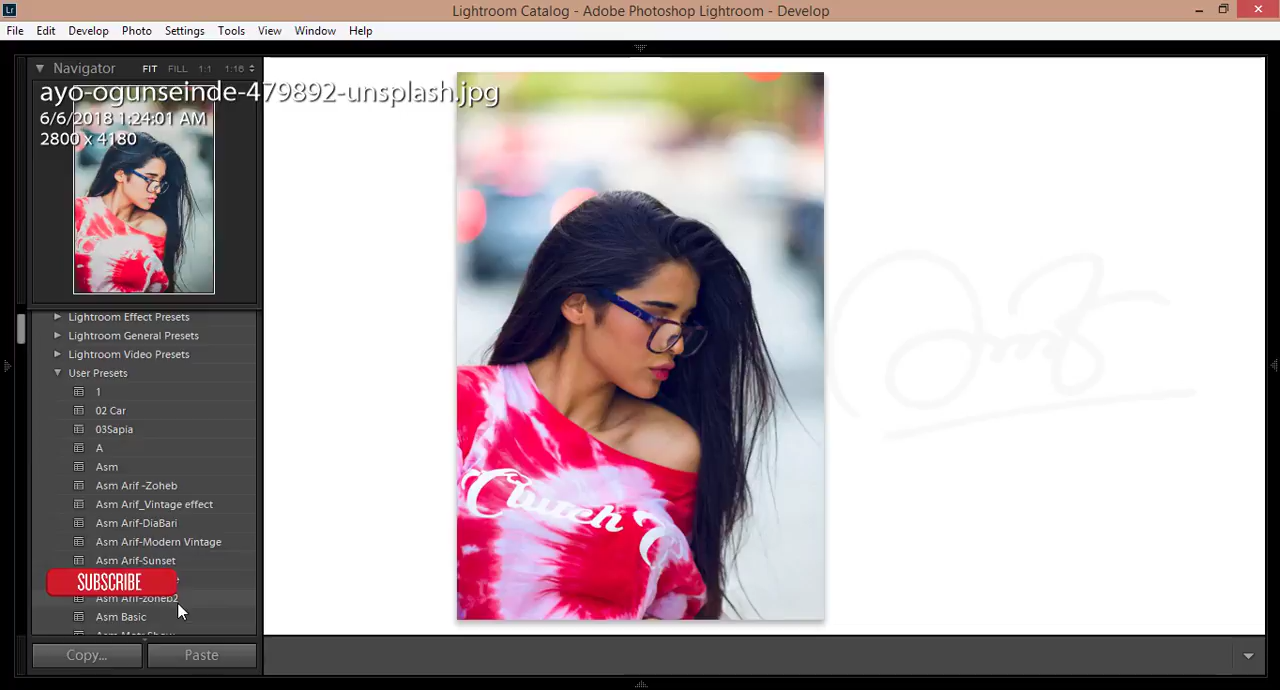 Lr
Lightroom Catalog - Adobe Photoshop Lightroom - Develop
File Edit Develop Photo Settings Tools View Window Help
Navigator FIT FILL 1:1 1:16
ayo-ogunseinde-479892-unsplash.jpg
6/6/2018 1:24:01 AM
2800 x 4180
Lightroom Effect Presets
Lightroom General Presets
Lightroom Video Presets
User Presets
1
02 Car
03Sapia
A
Asm
Asm Arif -Zoheb
Asm Arif_Vintage effect
Asm Arif-DiaBari
Asm Arif-Modern Vintage
Asm Arif-Sunset
SUBSCRIBE
Asm Arif-zoheb2
Asm Basic
Clutch
Copy... Paste